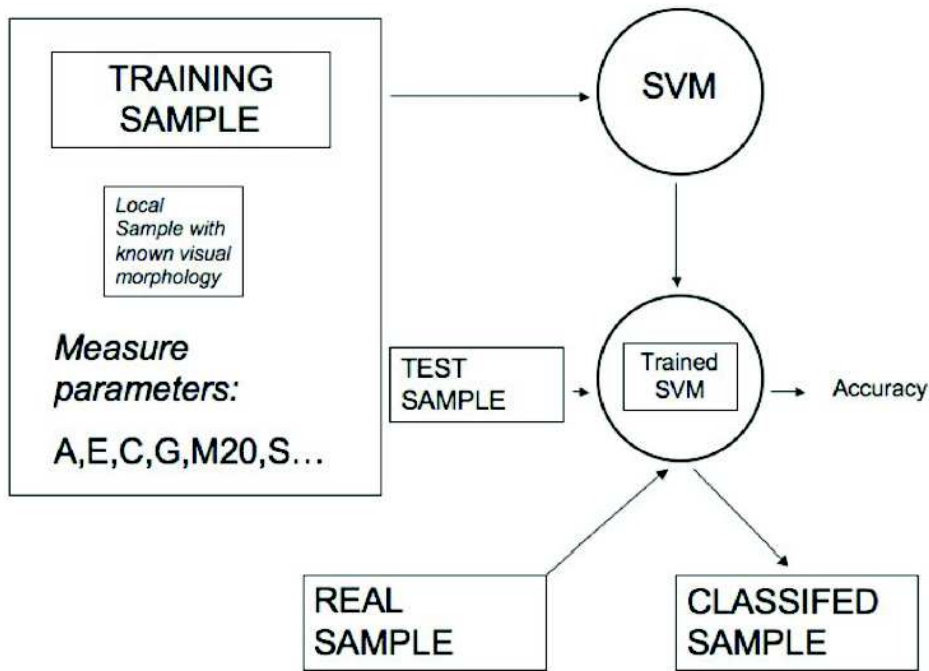 TRAINING
SAMPLE
Local
Sample with
known visual
morphology
Measure
parameters:
A,E,C,G,M20,S...
SVM
TEST
SAMPLE
Trained
SVM
Accuracy
REAL
SAMPLE
CLASSIFED
SAMPLE